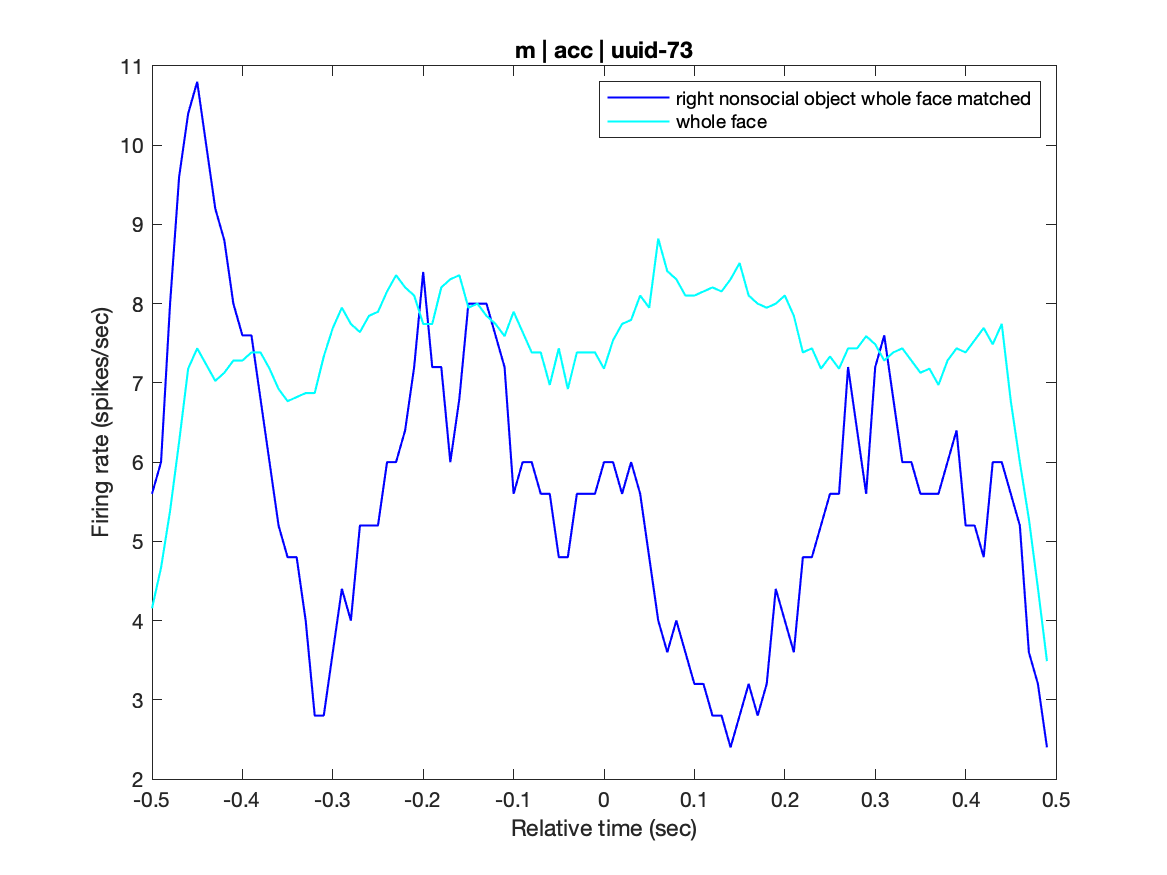 m | acc | uuid-73
right nonsocial object whole face matched
whole face
11
10
9
8
7
6
5
4
3
2
Firing rate (spikes/sec)
-0.5 -0.4 -0.3 -0.2 -0.1 0 0.1 0.2 0.3 0.4 0.5
Relative time (sec)